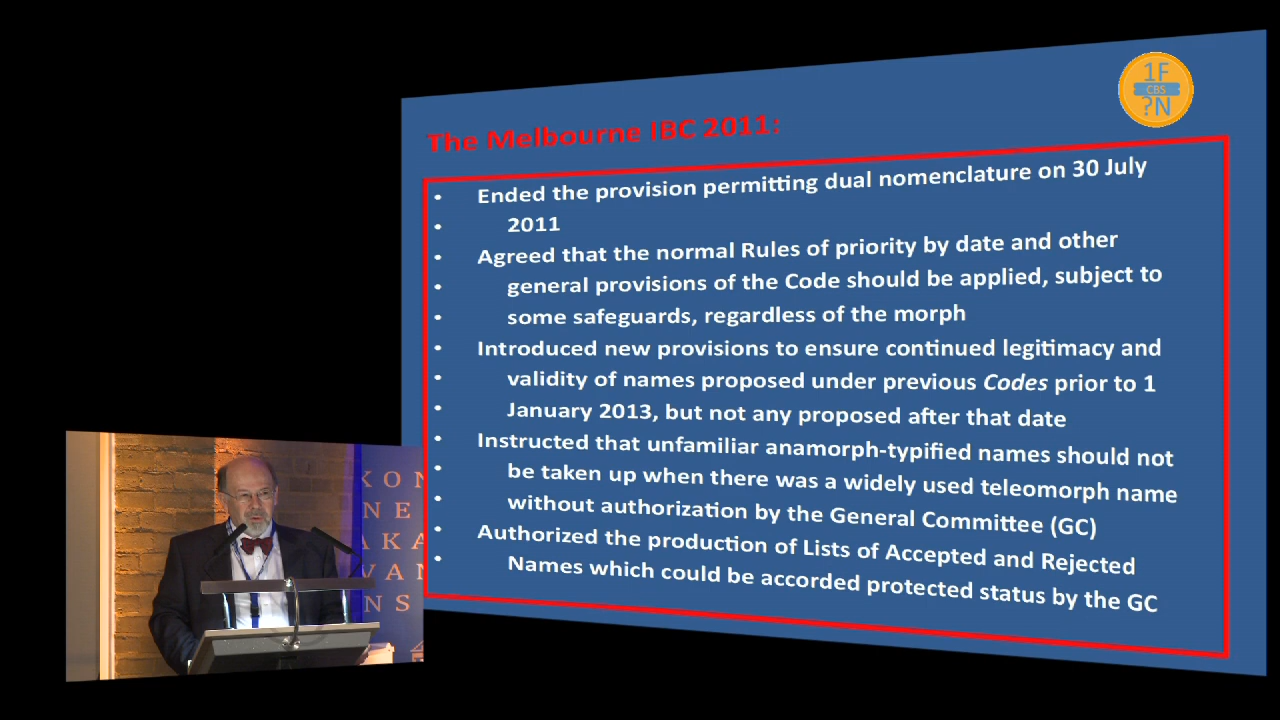 1F
CBS
?N
The Melbourne IBC 2011:
• Ended the provision permitting dual nomenclature on 30 July
• 2011
• Agreed that the normal Rules of priority by date and other
• general provisions of the Code should be applied, subject to
• some safeguards, regardless of the morph
• Introduced new provisions to ensure continued legitimacy and
• validity of names proposed under previous Codes prior to 1
• January 2013, but not any proposed after that date
• Instructed that unfamiliar anamorph-typified names should not
• be taken up when there was a widely used teleomorph name
• without authorization by the General Committee (GC)
• Authorized the production of Lists of Accepted and Rejected
• Names which could be accorded protected status by the GC
KON
NE
AKA
VAN
NS